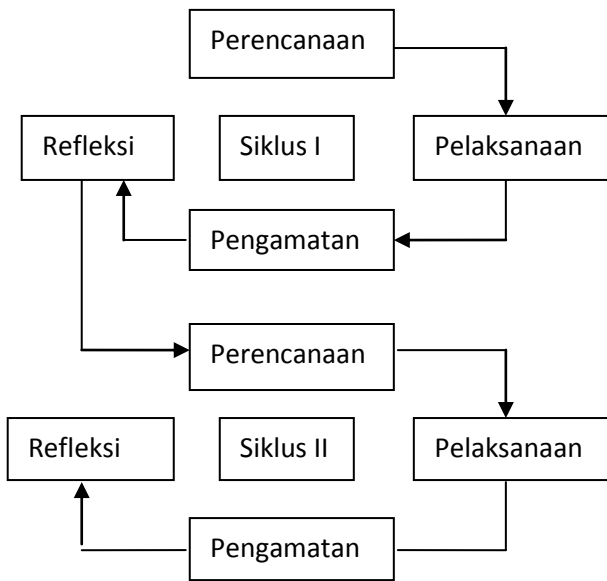 Perencanaan
Refleksi
Siklus I
Pelaksanaan
Pengamatan
Perencanaan
Refleksi
Siklus II
Pelaksanaan
Pengamatan